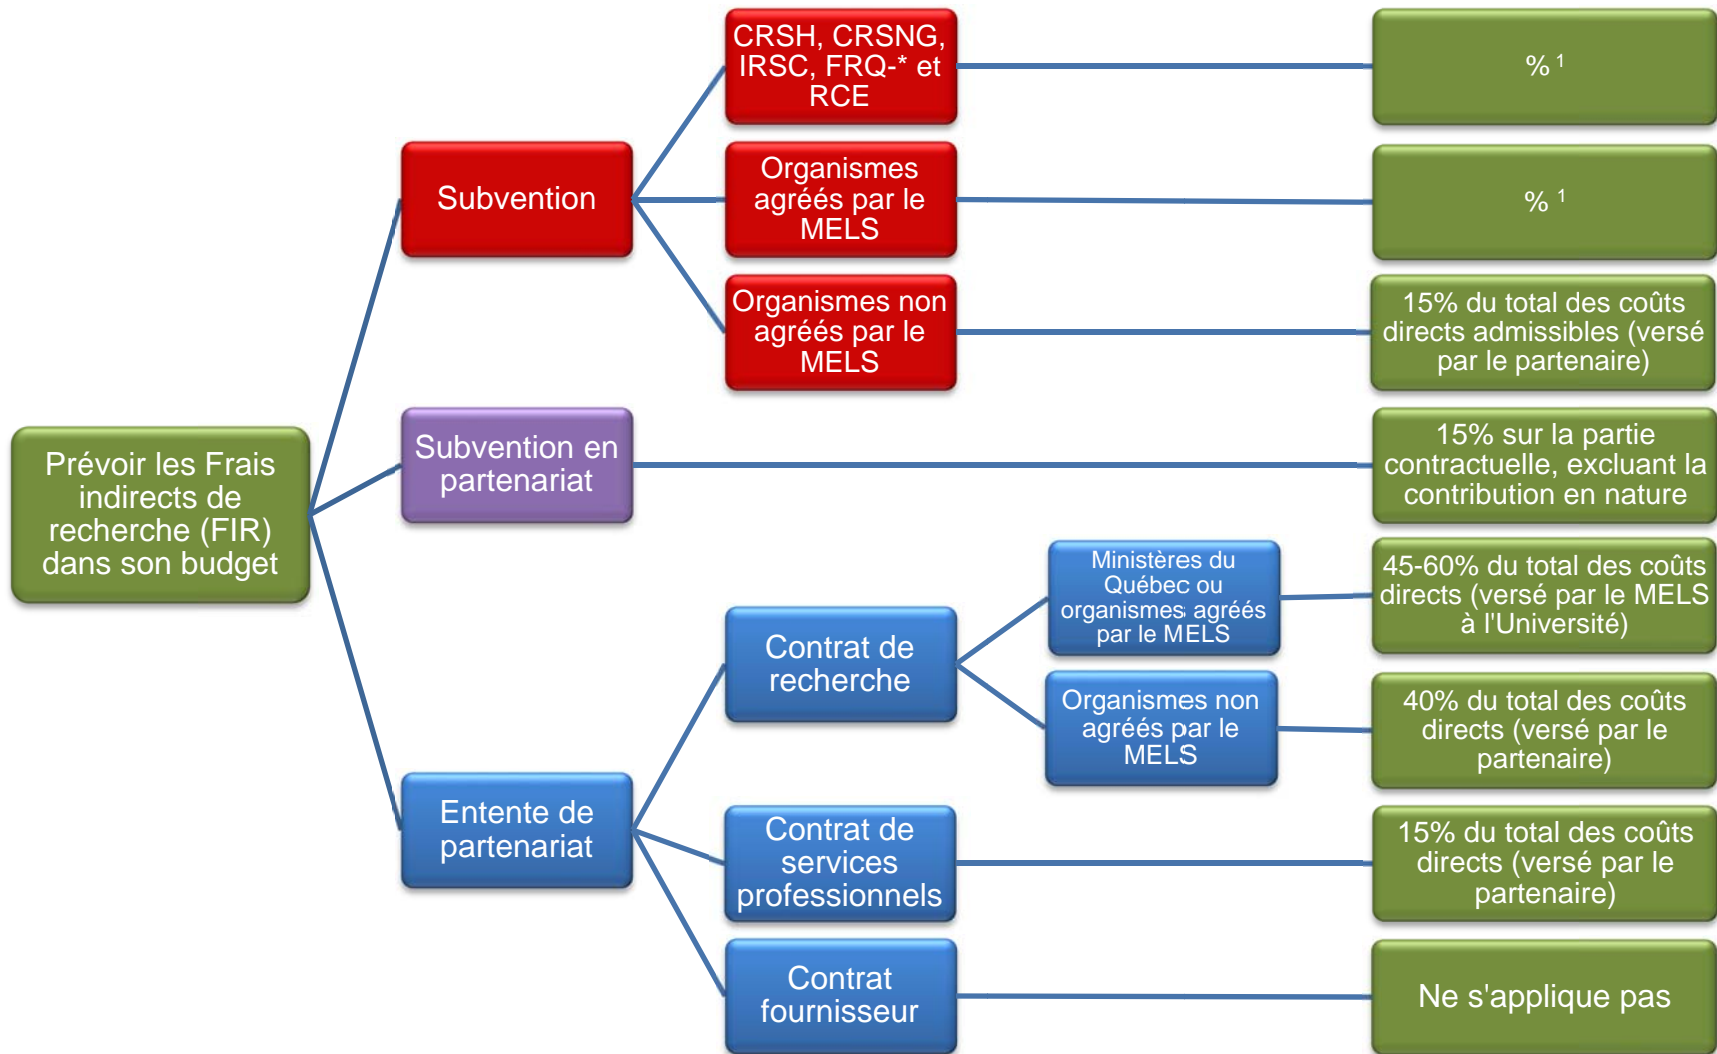 Prévoir les Frais
indirects de
recherche (FIR)
dans son budget
Subvention
CRSH, CRSNG,
IRSC, FRQ-* et
RCE
% ¹
Organismes
agréés par le
MELS
% ¹
Organismes non
agréés par le
MELS
15% du total des coûts
directs admissibles (versé
par le partenaire)
Subvention en
partenariat
15% sur la partie
contractuelle, excluant la
contribution en nature
Entente de
partenariat
Contrat de
recherche
Ministères du
Québec ou
organismes agréés
par le MELS
45-60% du total des coûts
directs (versé par le MELS
à l'Université)
Organismes non
agréés par le
MELS
40% du total des coûts
directs (versé par le
partenaire)
Contrat de
services
professionnels
15% du total des coûts
directs (versé par le
partenaire)
Contrat
fournisseur
Ne s'applique pas